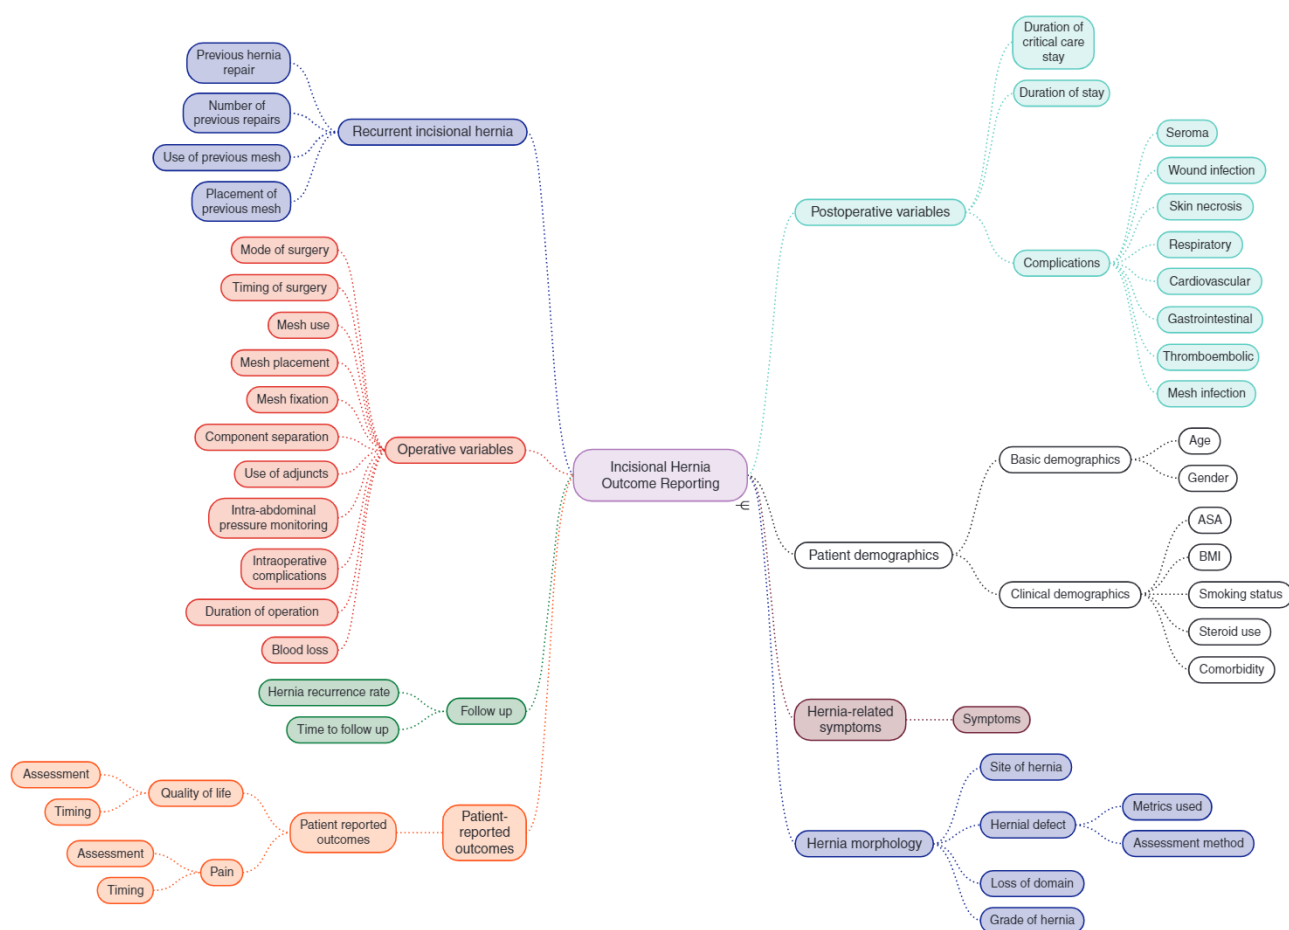 Previous hernia
repair
Number of
previous repairs
Use of previous mesh
Placement of
previous mesh
Recurrent incisional hernia
Mode of surgery
Timing of surgery
Mesh use
Mesh placement
Mesh fixation
Component separation
Use of adjuncts
Intra-abdominal
pressure monitoring
Intraoperative
complications
Duration of operation
Blood loss
Operative variables
Hernia recurrence rate
Time to follow up
Follow up
Assessment
Timing
Quality of life
Assessment
Timing
Pain
Patient reported
outcomes
Patient-
reported
outcomes
Incisional Hernia
Outcome Reporting
Postoperative variables
Duration of
critical care
stay
Duration of stay
Complications
Seroma
Wound infection
Skin necrosis
Respiratory
Cardiovascular
Gastrointestinal
Thromboembolic
Mesh infection
Patient demographics
Basic demographics
Age
Gender
Clinical demographics
ASA
BMI
Smoking status
Steroid use
Comorbidity
Hernia-related
symptoms
Symptoms
Hernia morphology
Site of hernia
Hernial defect
Metrics used
Assessment method
Loss of domain
Grade of hernia